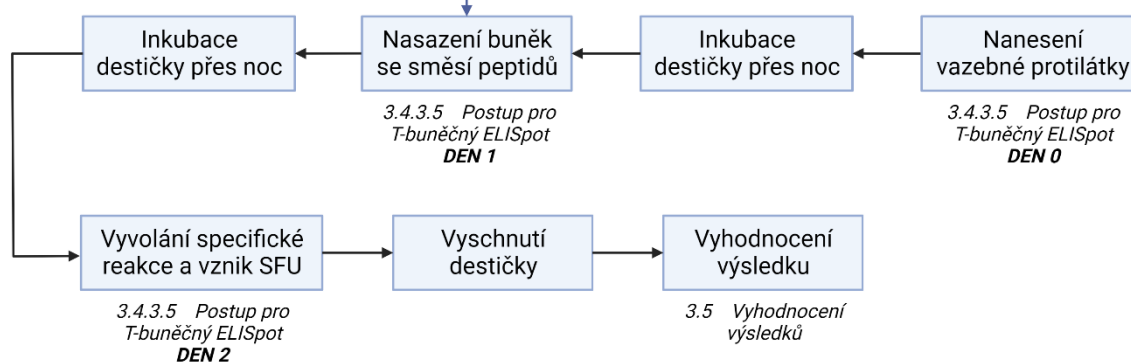 Inkubace
destičky přes noc
Nasazení buněk
se směsí peptidů
3.4.3.5 Postup pro
T-buněčný ELISpot
DEN 1
Inkubace
destičky přes noc
Nanesení
vazebné protilátky
3.4.3.5 Postup pro
T-buněčný ELISpot
DEN 0
Vyvolání specifické
reakce a vznik SFU
3.4.3.5 Postup pro
T-buněčný ELISpot
DEN 2
Vyschnutí
destičky
Vyhodnocení
výsledku
3.5 Vyhodnocení
výsledků